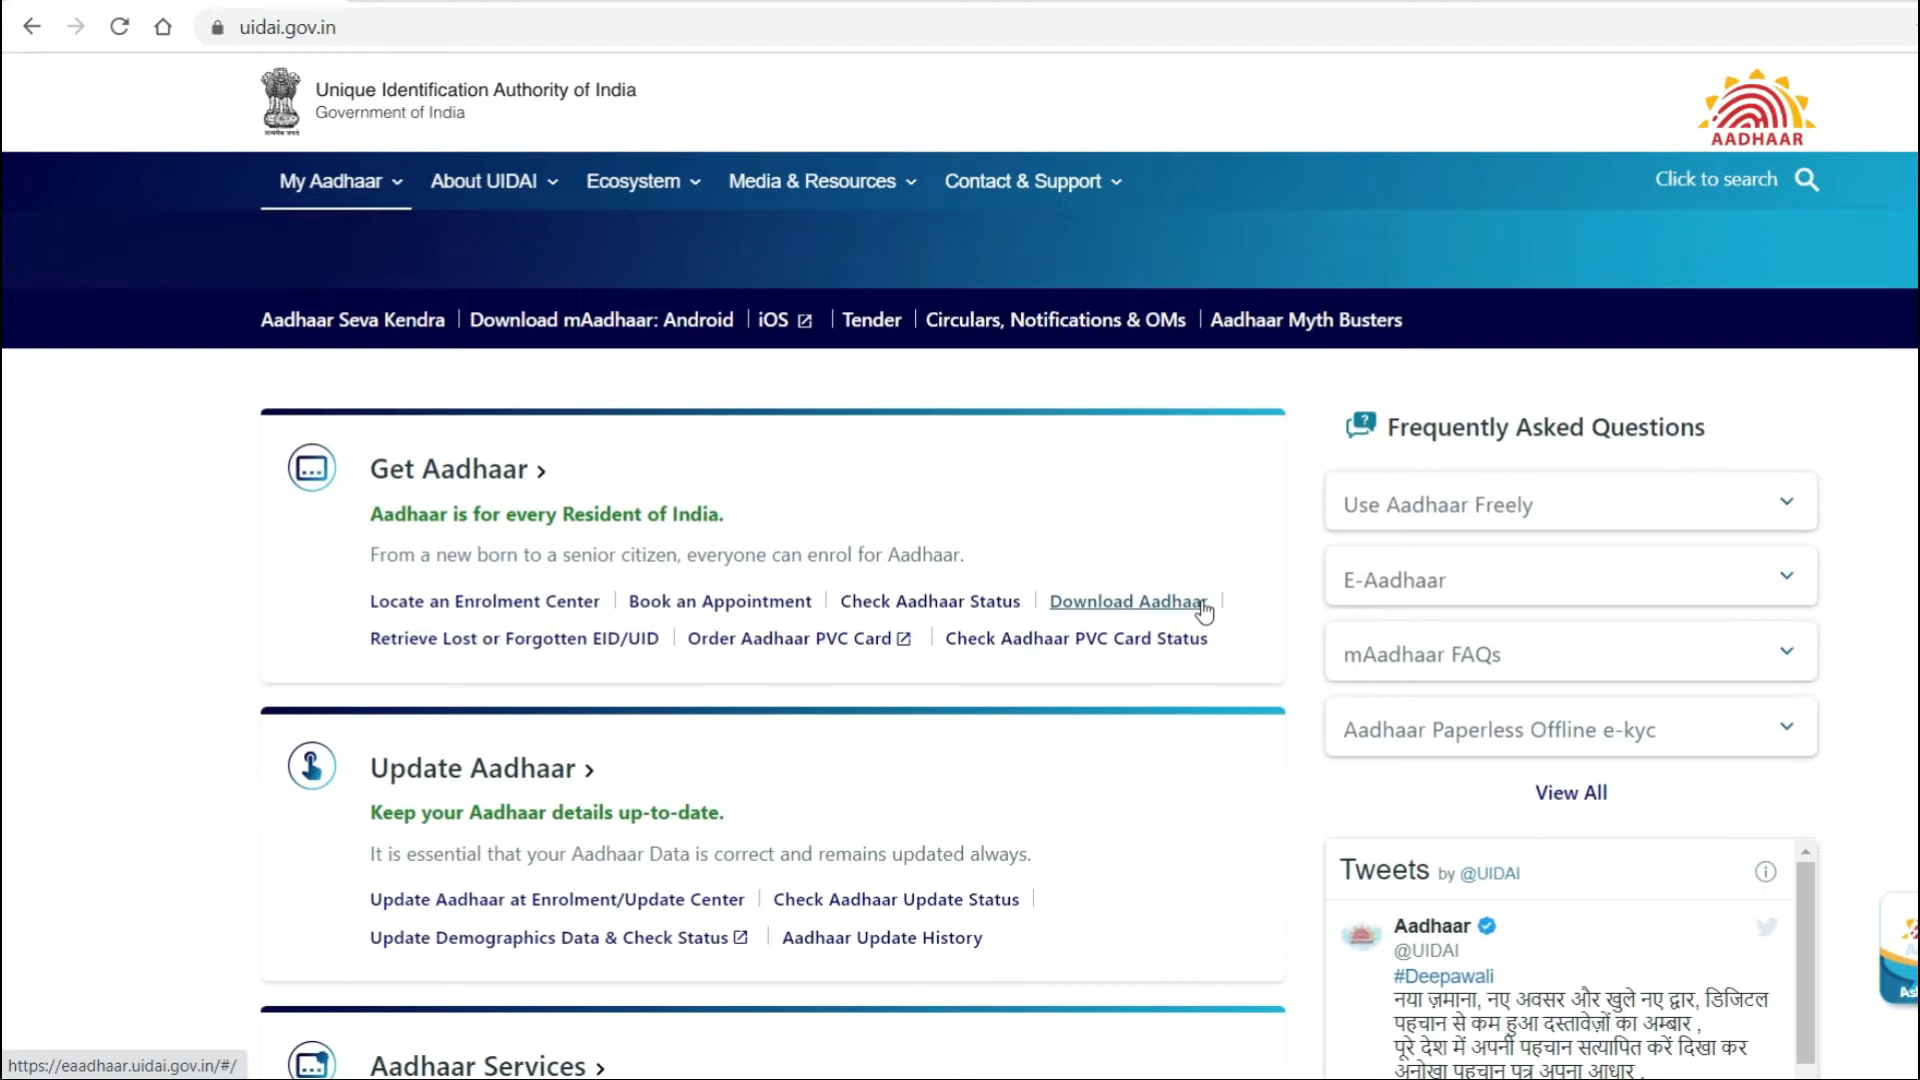 uidai.gov.in
Unique Identification Authority of India
Government of India
सत्यमेव जयते
AADHAAR
My Aadhaar About UIDAI Ecosystem Media & Resources Contact & Support Click to search
Aadhaar Seva Kendra Download mAadhaar: Android iOS Tender Circulars, Notifications & OMs Aadhaar Myth Busters
Get Aadhaar
Aadhaar is for every Resident of India.
From a new born to a senior citizen, everyone can enrol for Aadhaar.
Locate an Enrolment Center Book an Appointment Check Aadhaar Status Download Aadhaar
Retrieve Lost or Forgotten EID/UID Order Aadhaar PVC Card Check Aadhaar PVC Card Status
Update Aadhaar
Keep your Aadhaar details up-to-date.
It is essential that your Aadhaar Data is correct and remains updated always.
Update Aadhaar at Enrolment/Update Center Check Aadhaar Update Status
Update Demographics Data & Check Status Aadhaar Update History
Aadhaar Services
Frequently Asked Questions
Use Aadhaar Freely
E-Aadhaar
mAadhaar FAQs
Aadhaar Paperless Offline e-kyc
View All
Tweets by @UIDAI
Aadhaar
@UIDAI
#Deepawali
नया ज़माना, नए अवसर और खुले नए द्वार, डिजिटल
पहचान से कम हुआ दस्तावेज़ों का अम्बार ,
पूरे देश में अपनी पहचान सत्यापित करें दिखा कर
अनोखा पहचान पत्र अपना आधार .
https://eaadhaar.uidai.gov.in/#/